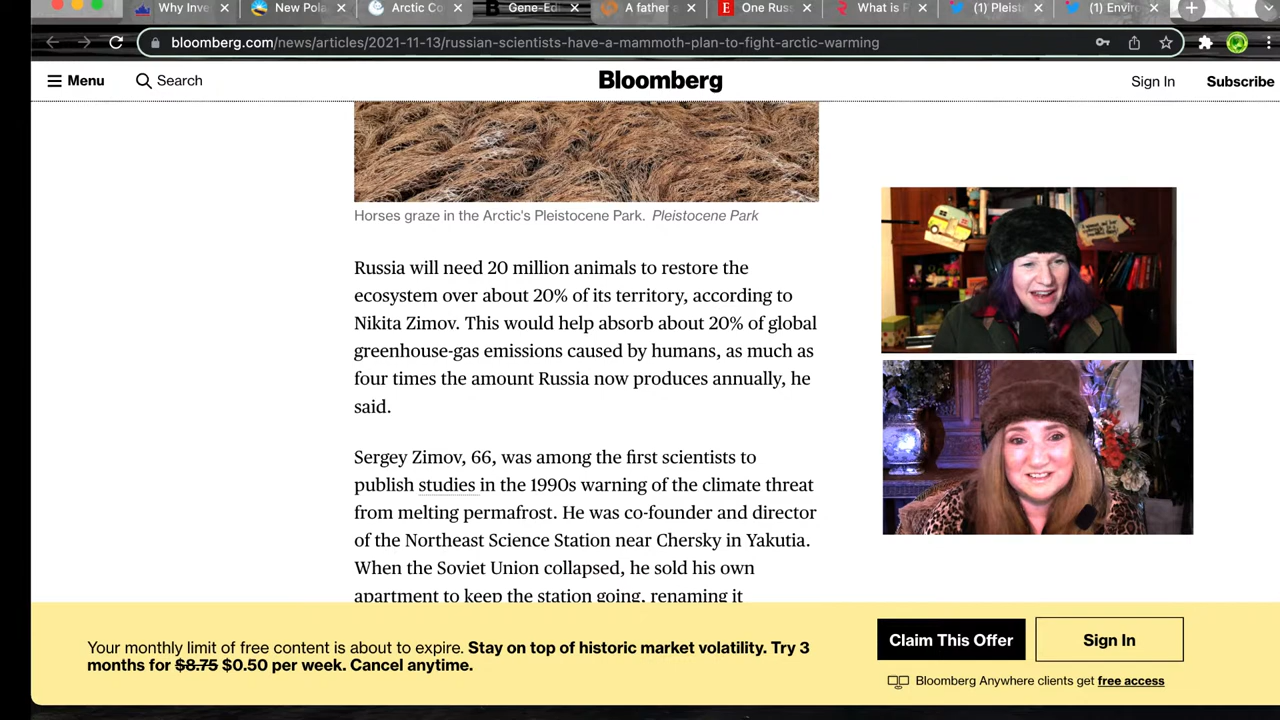 Why Inve
New Pola
Arctic Co
Gene-Edi
A father a
One Russ
What is P
(1) Pleist
(1) Enviro
bloomberg.com/news/articles/2021-11-13/russian-scientists-have-a-mammoth-plan-to-fight-arctic-warming
Menu
Search
Bloomberg
Sign In
Subscribe
Horses graze in the Arctic's Pleistocene Park. Pleistocene Park
Russia will need 20 million animals to restore the
ecosystem over about 20% of its territory, according to
Nikita Zimov. This would help absorb about 20% of global
greenhouse-gas emissions caused by humans, as much as
four times the amount Russia now produces annually, he
said.
Sergey Zimov, 66, was among the first scientists to
publish studies in the 1990s warning of the climate threat
from melting permafrost. He was co-founder and director
of the Northeast Science Station near Chersky in Yakutia.
When the Soviet Union collapsed, he sold his own
apartment to keep the station going, renaming it
Your monthly limit of free content is about to expire. Stay on top of historic market volatility. Try 3
months for $8.75 $0.50 per week. Cancel anytime.
Claim This Offer
Sign In
Bloomberg Anywhere clients get free access